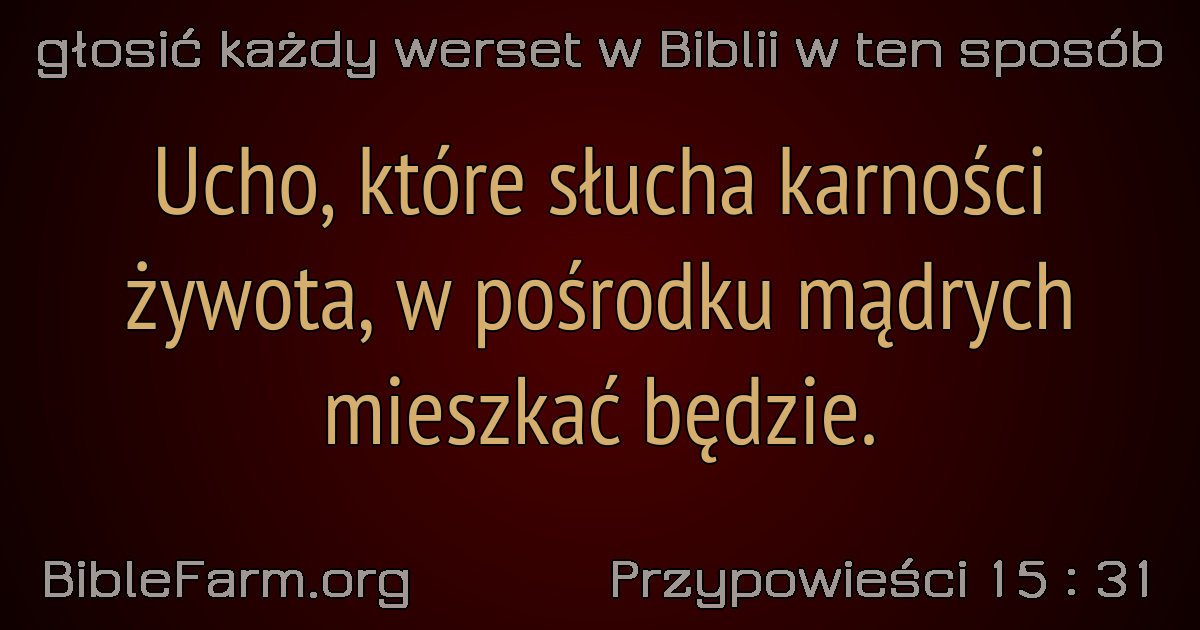 głosić każdy werset w Biblii w ten sposób
Ucho, które słucha karności
żywota, w pośrodku mądrych
mieszkać będzie.
BibleFarm.org
Przypowieści 15 : 31